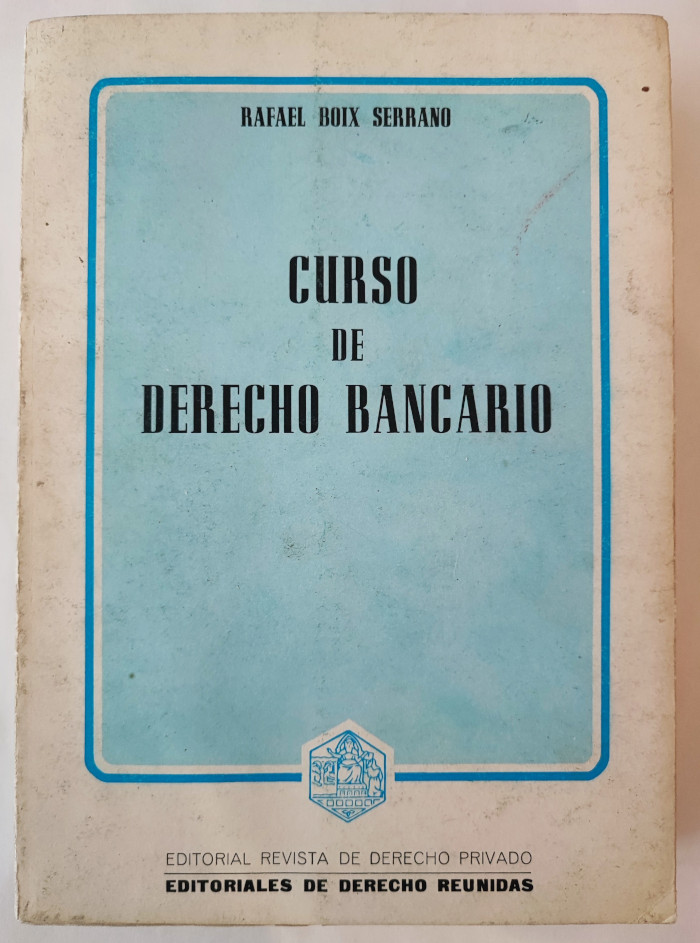 RAFAEL BOIX SERRANO
CURSO
DE
DERECHO BANCARIO
EDITORIAL REVISTA DE DERECHO PRIVADO
EDITORIALES DE DERECHO REUNIDAS